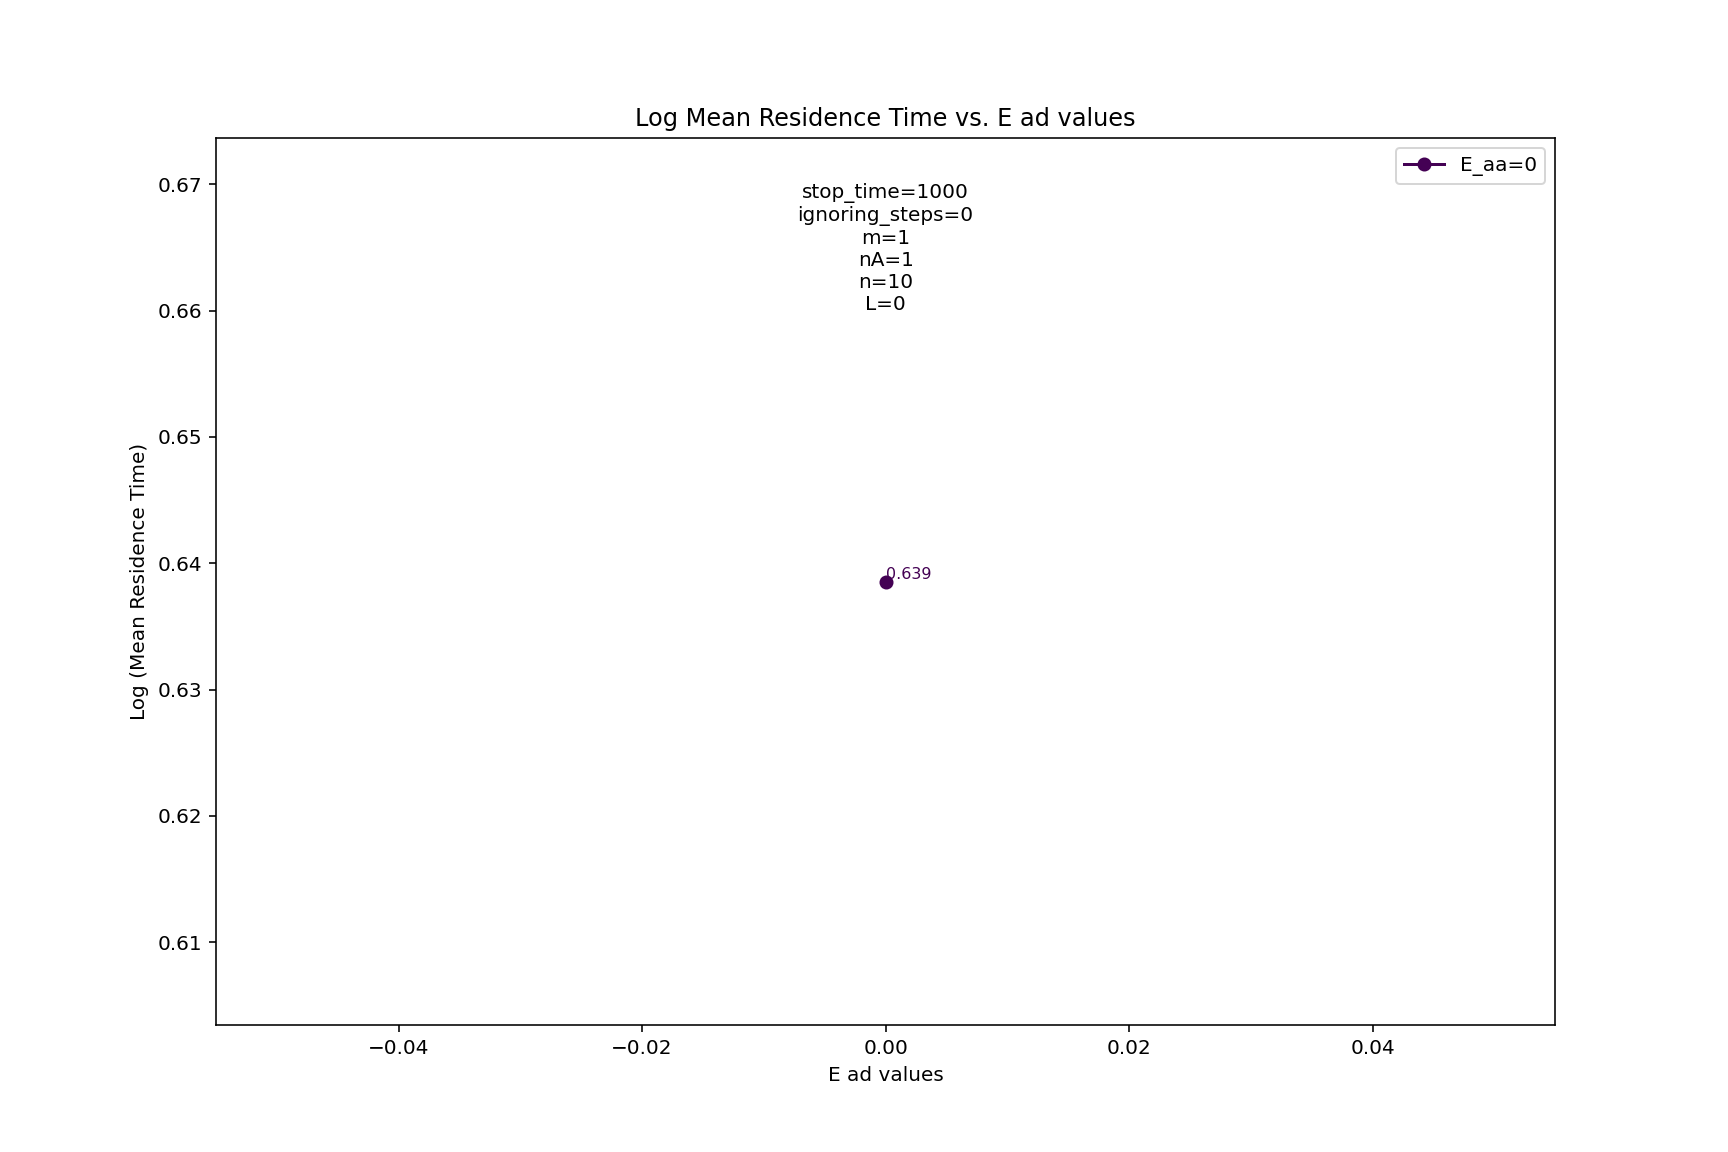 Log Mean Residence Time vs. E ad values
E_aa=0
stop_time=1000
ignoring_steps=0
m=1
nA=1
n=10
L=0
0.67
0.66
0.65
0.64
0.63
0.62
0.61
Log (Mean Residence Time)
0.639
−0.04
−0.02
0.00
0.02
0.04
E ad values